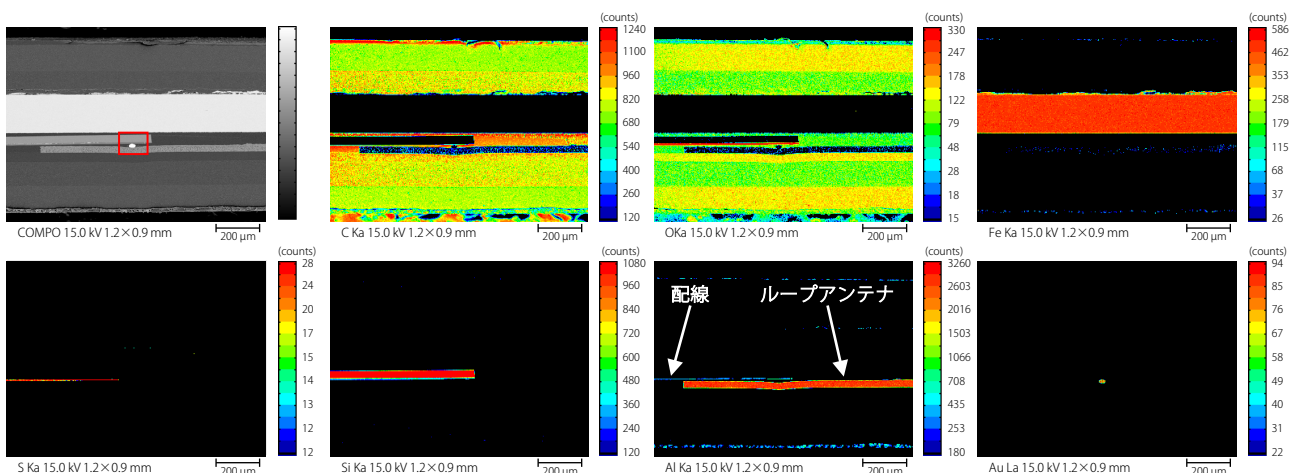 (counts)
1240
1100
960
820
680
540
400
260
120
(counts)
330
247
178
122
79
48
28
18
15
(counts)
586
462
353
258
179
115
68
37
26
COMPO 15.0 kV 1.2×0.9 mm
200 μm
C Ka 15.0 kV 1.2×0.9 mm
200 μm
OKa 15.0 kV 1.2×0.9 mm
200 μm
Fe Ka 15.0 kV 1.2×0.9 mm
200 μm
(counts)
28
24
20
17
15
14
13
12
12
(counts)
1080
960
840
720
600
480
360
240
120
配線
ループアンテナ
(counts)
3260
2603
2016
1503
1066
708
435
253
180
(counts)
94
76
61
49
39
31
26
22
22
S Ka 15.0 kV 1.2×0.9 mm
200 μm
Si Ka 15.0 kV 1.2×0.9 mm
200 μm
Al Ka 15.0 kV 1.2×0.9 mm
200 μm
Au La 15.0 kV 1.2×0.9 mm
200 μm